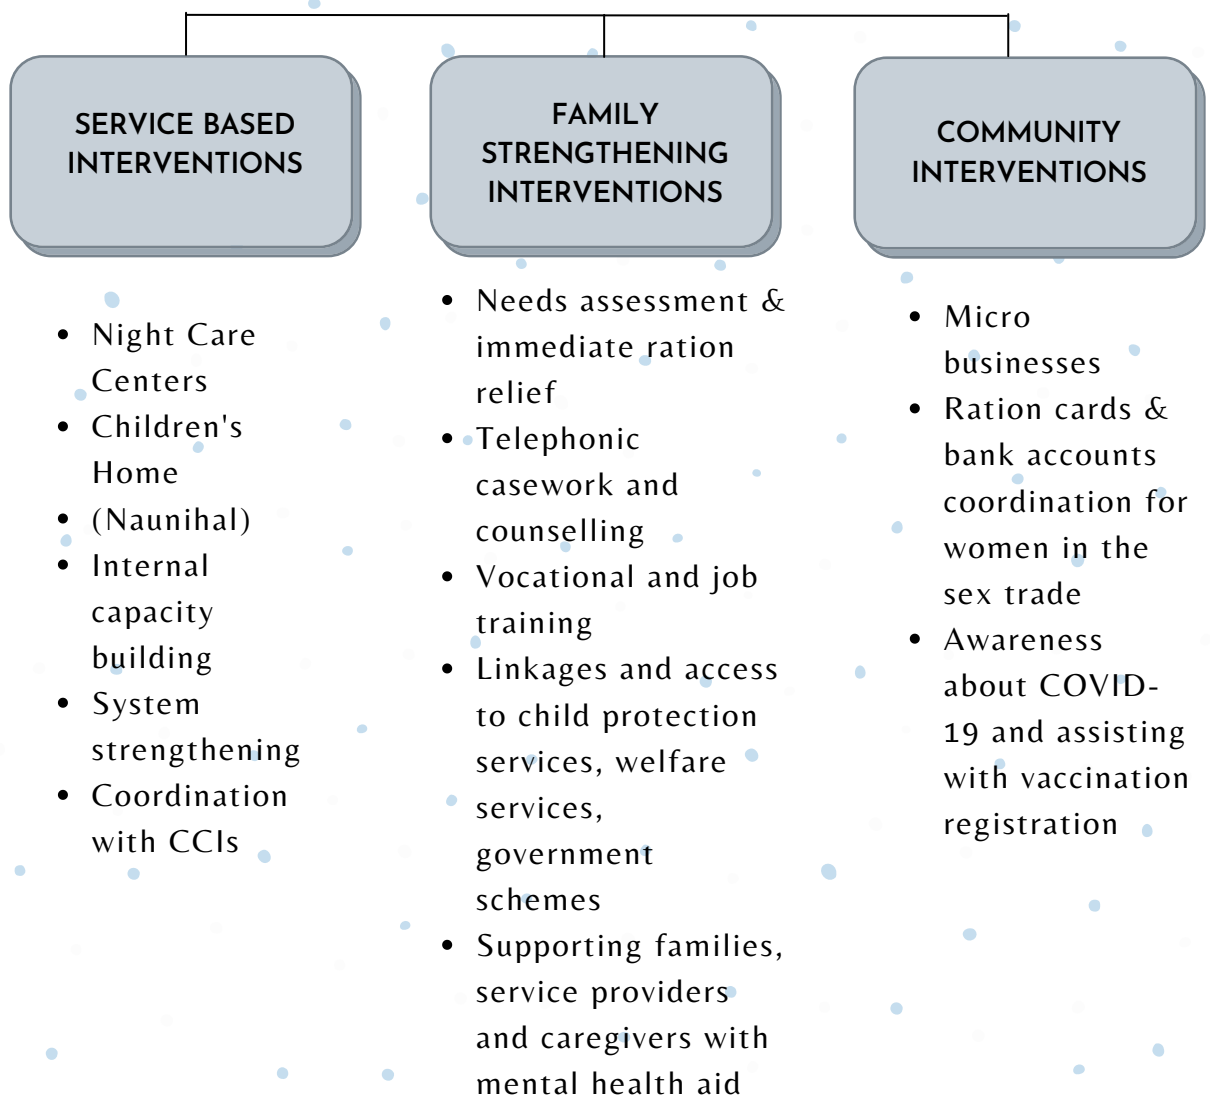 SERVICE BASED
INTERVENTIONS
• Night Care
Centers
• Children's
Home
• (Naunihal)
• Internal
capacity
building
• System
strengthening
• Coordination
with CCIs
FAMILY
STRENGTHENING
INTERVENTIONS
• Needs assessment &
immediate ration
relief
• Telephonic
casework and
counselling
• Vocational and job
training
• Linkages and access
to child protection
services, welfare
services,
government
schemes
• Supporting families,
service providers
and caregivers with
mental health aid
COMMUNITY
INTERVENTIONS
• Micro
businesses
• Ration cards &
bank accounts
coordination for
women in the
sex trade
• Awareness
about COVID-
19 and assisting
with vaccination
registration